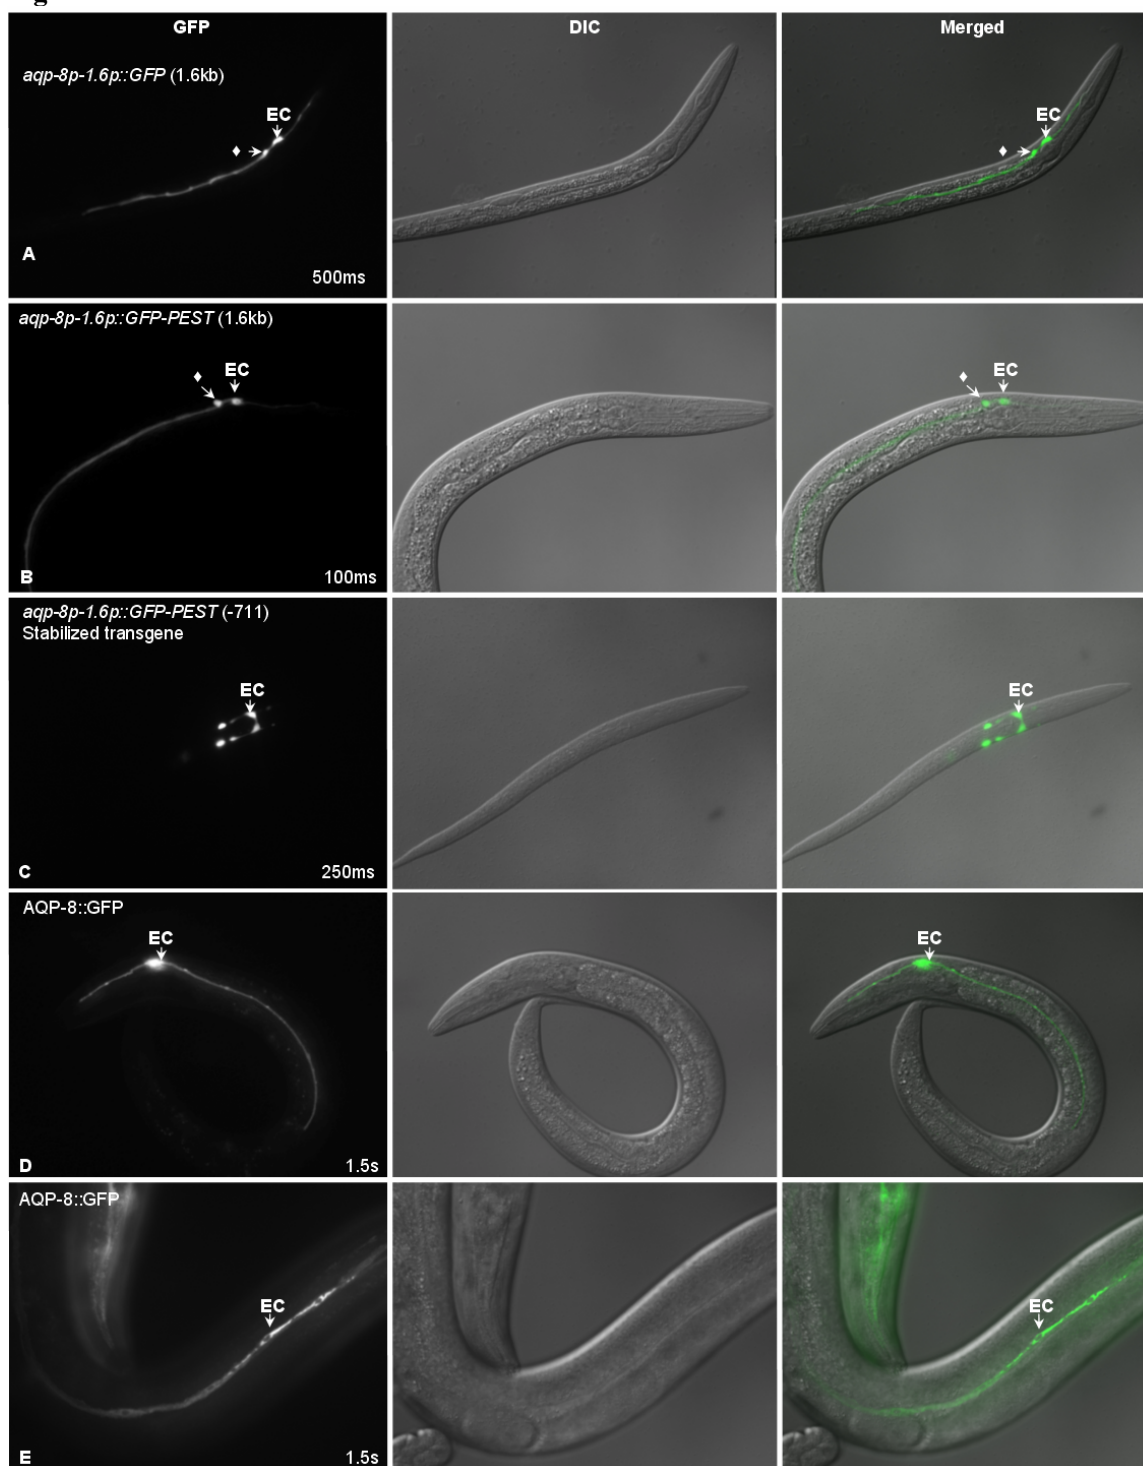 GFP DIC Merged
aqp-8p-1.6p::GFP (1.6kb)
EC EC
♦ ♦
A
500ms
aqp-8p-1.6p::GFP-PEST (1.6kb)
♦ EC ♦ EC
B 100ms
aqp-8p-1.6p::GFP-PEST (-711)
Stabilized transgene
EC EC
C 250ms
AQP-8::GFP
EC EC
D 1.5s
AQP-8::GFP
EC EC
E 1.5s